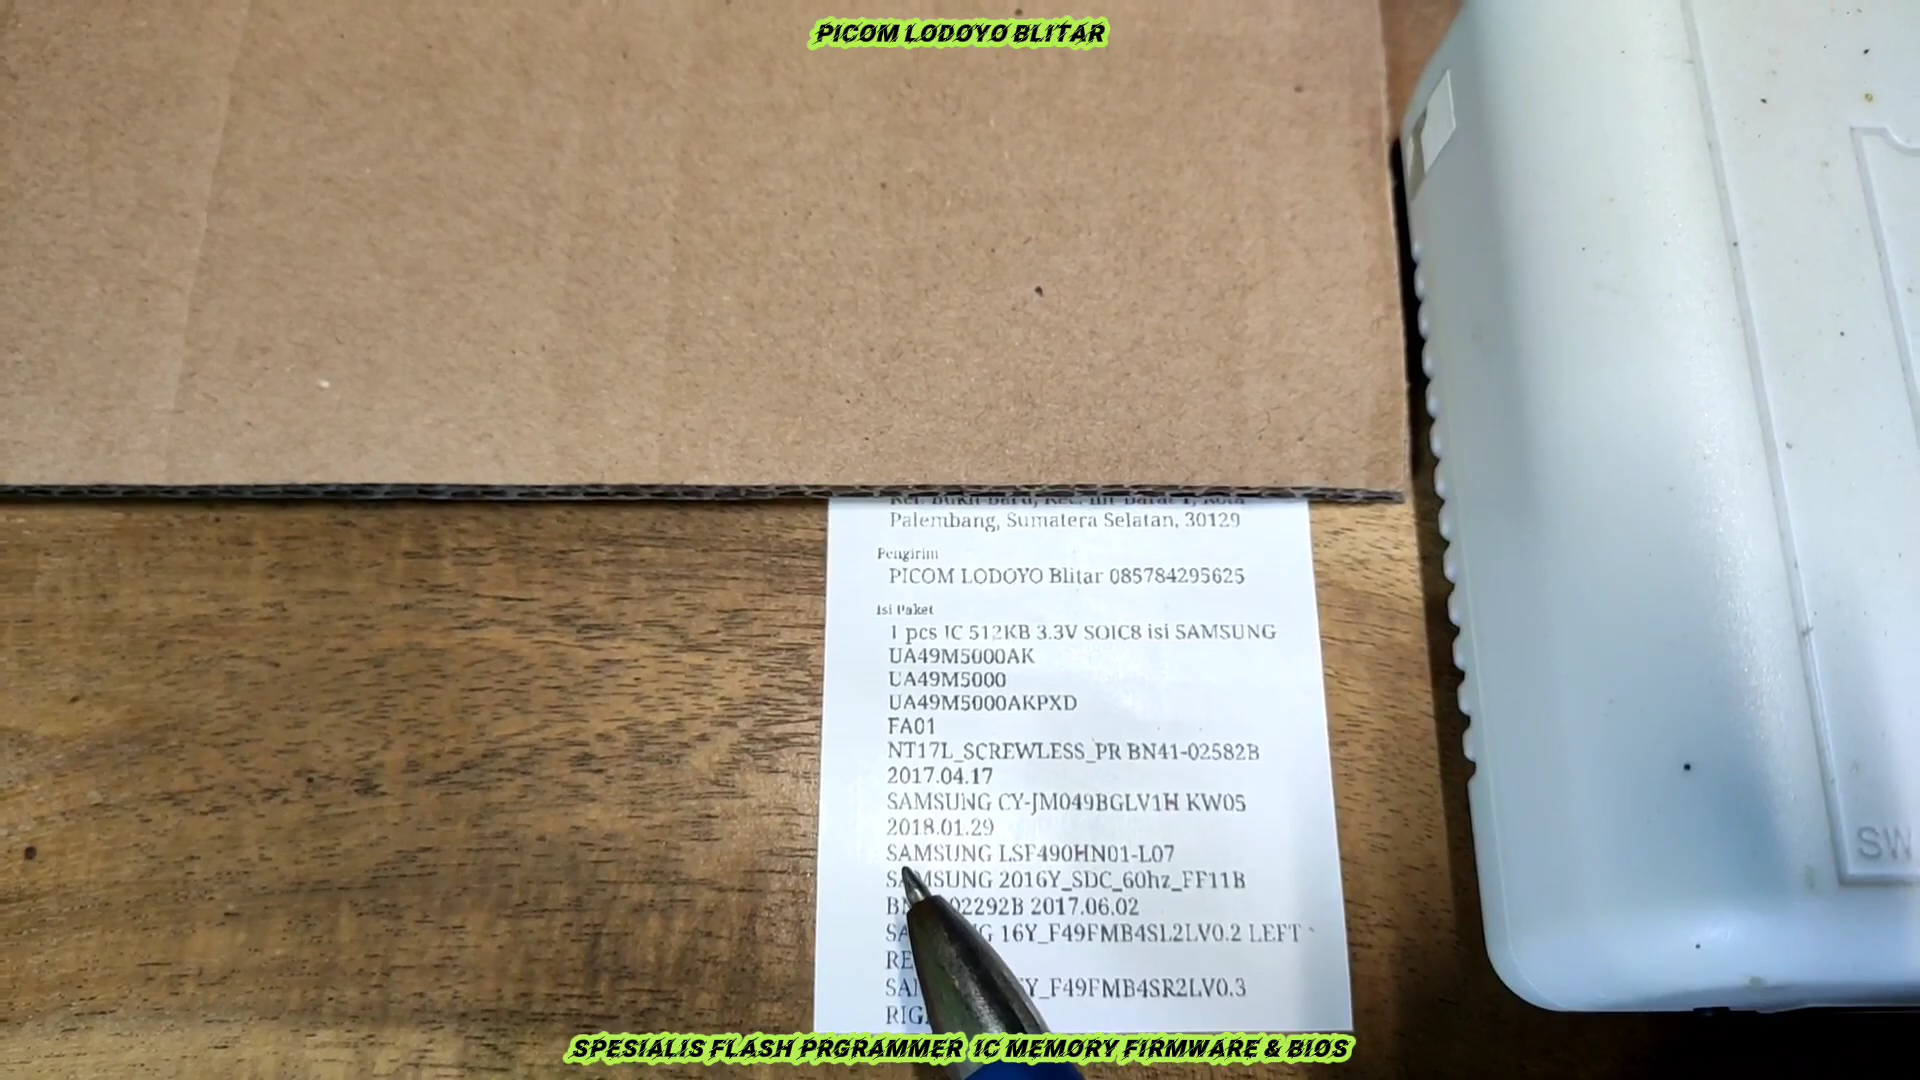 PICOM LODOYO BLITAR
Palembang, Sumatera Selatan, 30129
Pengirim
PICOM LODOYO Blitar 085784295625
Isi Paket
1 pcs IC 512KB 3.3V SOIC8 isi SAMSUNG
UA49M5000AK
UA49M5000
UA49M5000AKPXD
FA01
NT17L_SCREWLESS_PR BN41-02582B
2017.04.17
SAMSUNG CY-JM049BGLV1H KW05
2018.01.29
SAMSUNG LSF490HN01-L07
SAMSUNG 2016Y_SDC_60hz_FF11B
02292B 2017.06.02
16Y_F49FMB4SL2LV0.2 LEFT
Y_F49FMB4SR2LV0.3
SW
SPESIALIS FLASH PRGRAMMER IC MEMORY FIRMWARE & BIOS